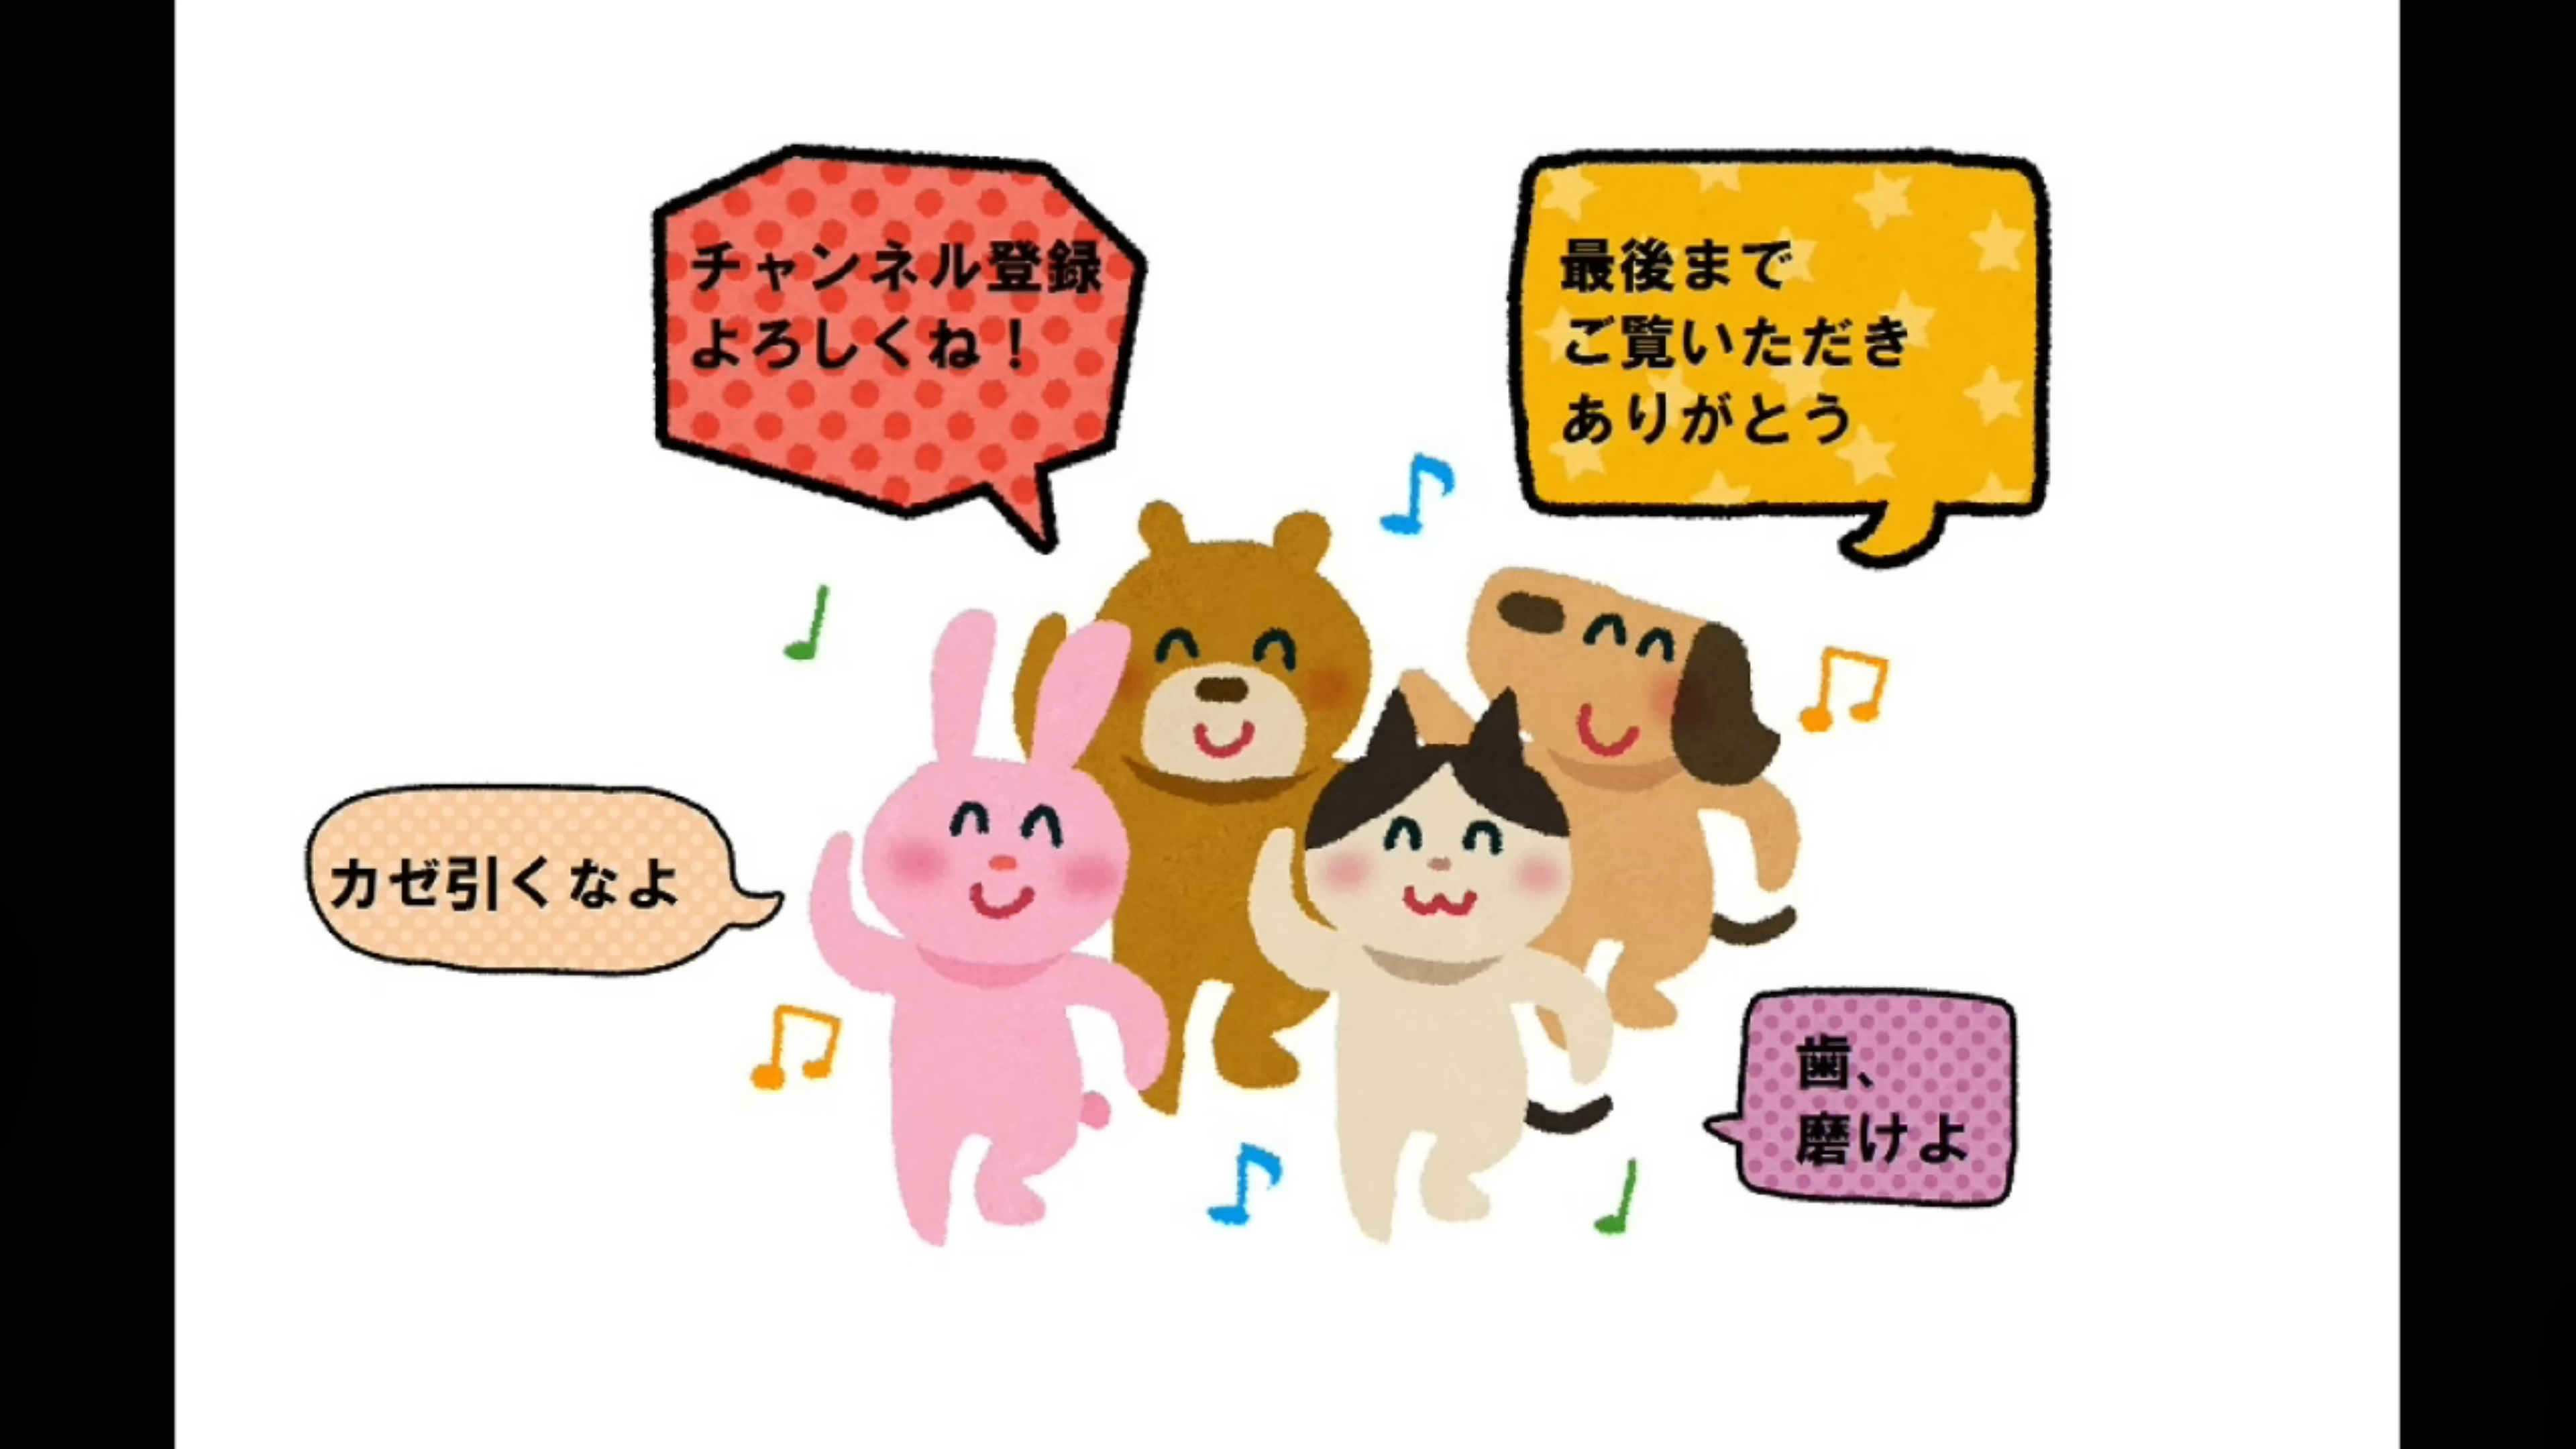 チャンネル登録
よろしくね！
最後まで
ご覧いただき
ありがとう
カゼ引くなよ
歯、
磨けよ